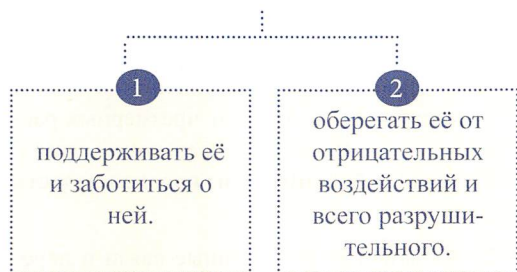 1
поддерживать её
и заботиться о
ней.
2
оберегать её от
отрицательных
воздействий и
всего разруши-
тельного.